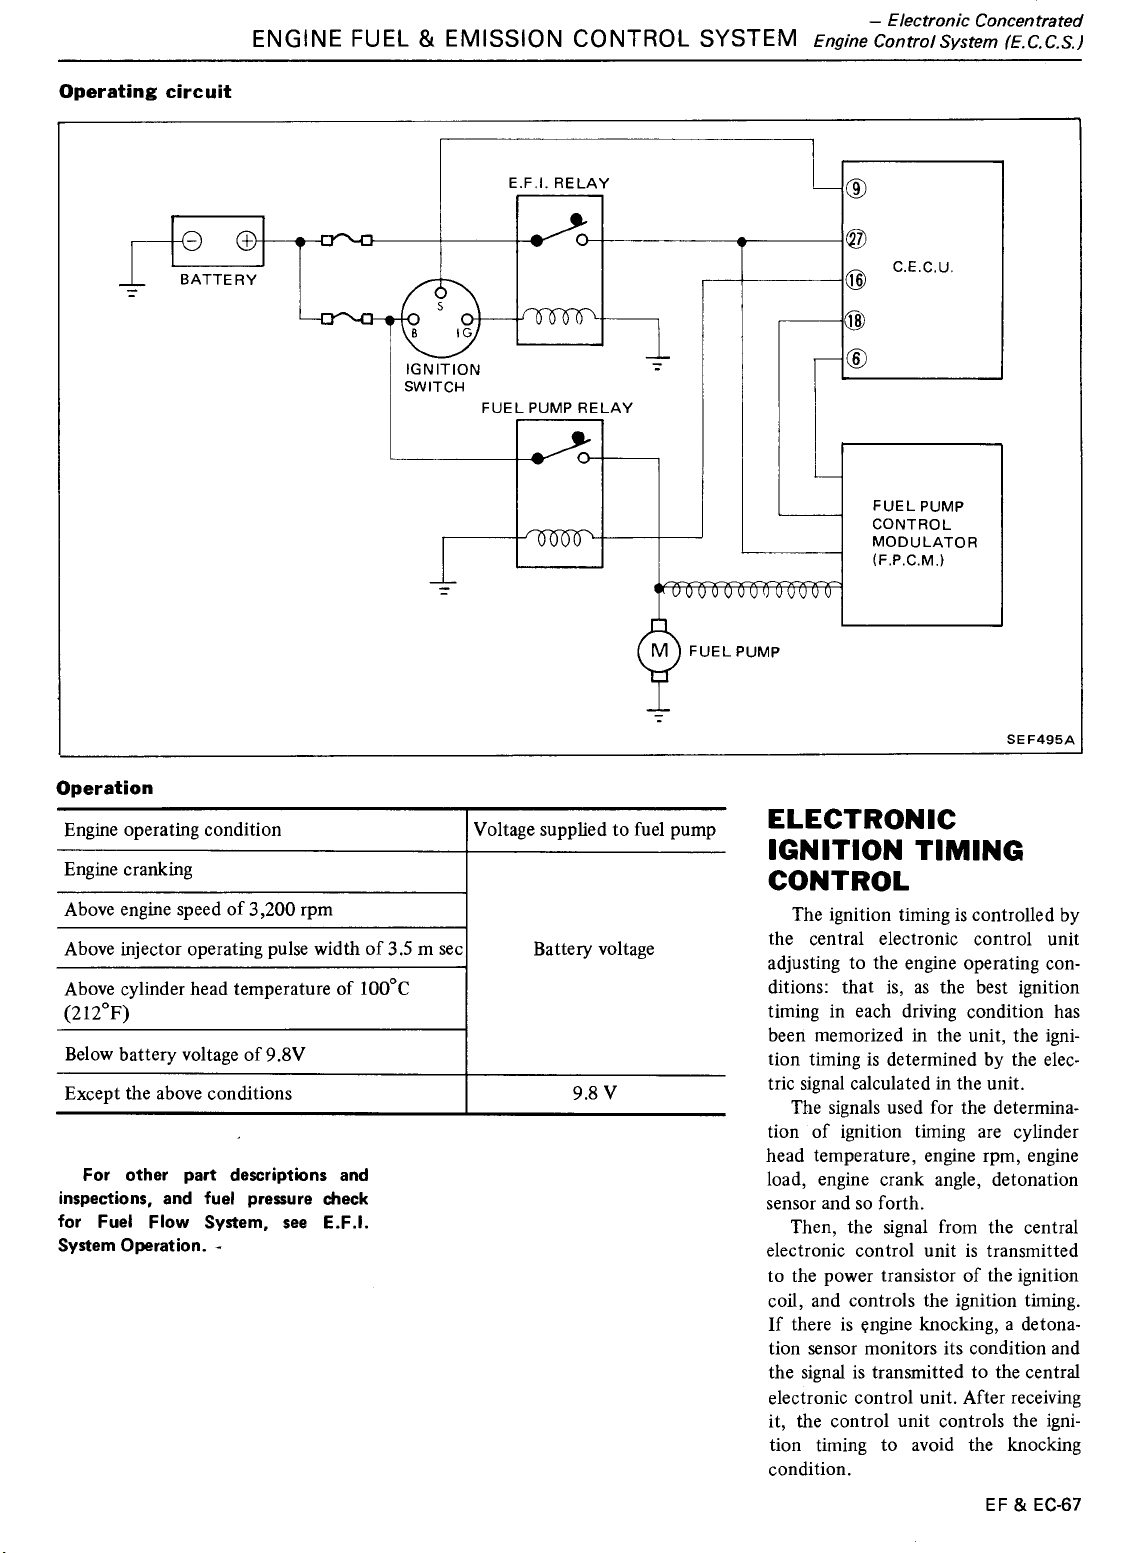 ENGINE FUEL & EMISSION CONTROL SYSTEM
– Electronic Concentrated
Engine Control System (E.C.C.S.)
Operating circuit
E.F.I. RELAY
BATTERY
− +
S
B IG
IGNITION
SWITCH
FUEL PUMP RELAY
9
27
16
18
6
C.E.C.U.
FUEL PUMP
CONTROL
MODULATOR
(F.P.C.M.)
M
FUEL PUMP
SEF495A
Operation
Engine operating condition
Voltage supplied to fuel pump
Engine cranking
Above engine speed of 3,200 rpm
Above injector operating pulse width of 3.5 m sec
Battery voltage
Above cylinder head temperature of 100°C
(212°F)
Below battery voltage of 9.8V
Except the above conditions
9.8 V
For other part descriptions and
inspections, and fuel pressure check
for Fuel Flow System, see E.F.I.
System Operation.
ELECTRONIC
IGNITION TIMING
CONTROL
The ignition timing is controlled by
the central electronic control unit
adjusting to the engine operating con-
ditions: that is, as the best ignition
timing in each driving condition has
been memorized in the unit, the igni-
tion timing is determined by the elec-
tric signal calculated in the unit.
The signals used for the determina-
tion of ignition timing are cylinder
head temperature, engine rpm, engine
load, engine crank angle, detonation
sensor and so forth.
Then, the signal from the central
electronic control unit is transmitted
to the power transistor of the ignition
coil, and controls the ignition timing.
If there is engine knocking, a detona-
tion sensor monitors its condition and
the signal is transmitted to the central
electronic control unit. After receiving
it, the control unit controls the igni-
tion timing to avoid the knocking
condition.
EF & EC-67